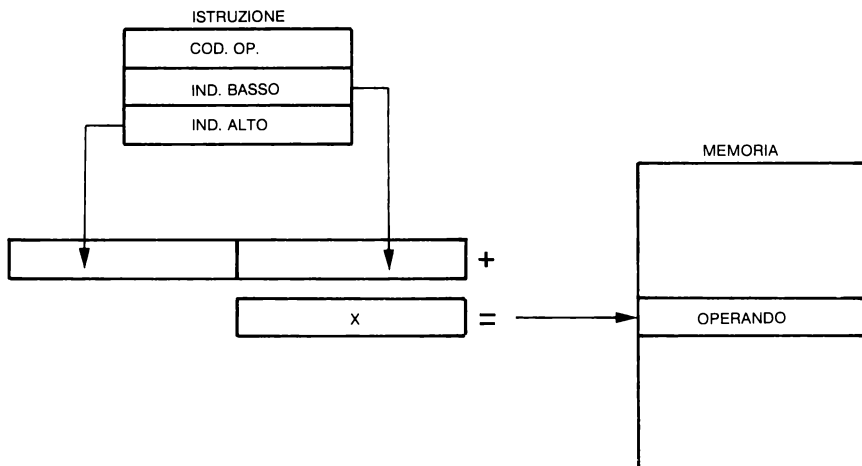 ISTRUZIONE
COD. OP.
IND. BASSO
IND. ALTO
MEMORIA
+
X
=
OPERANDO